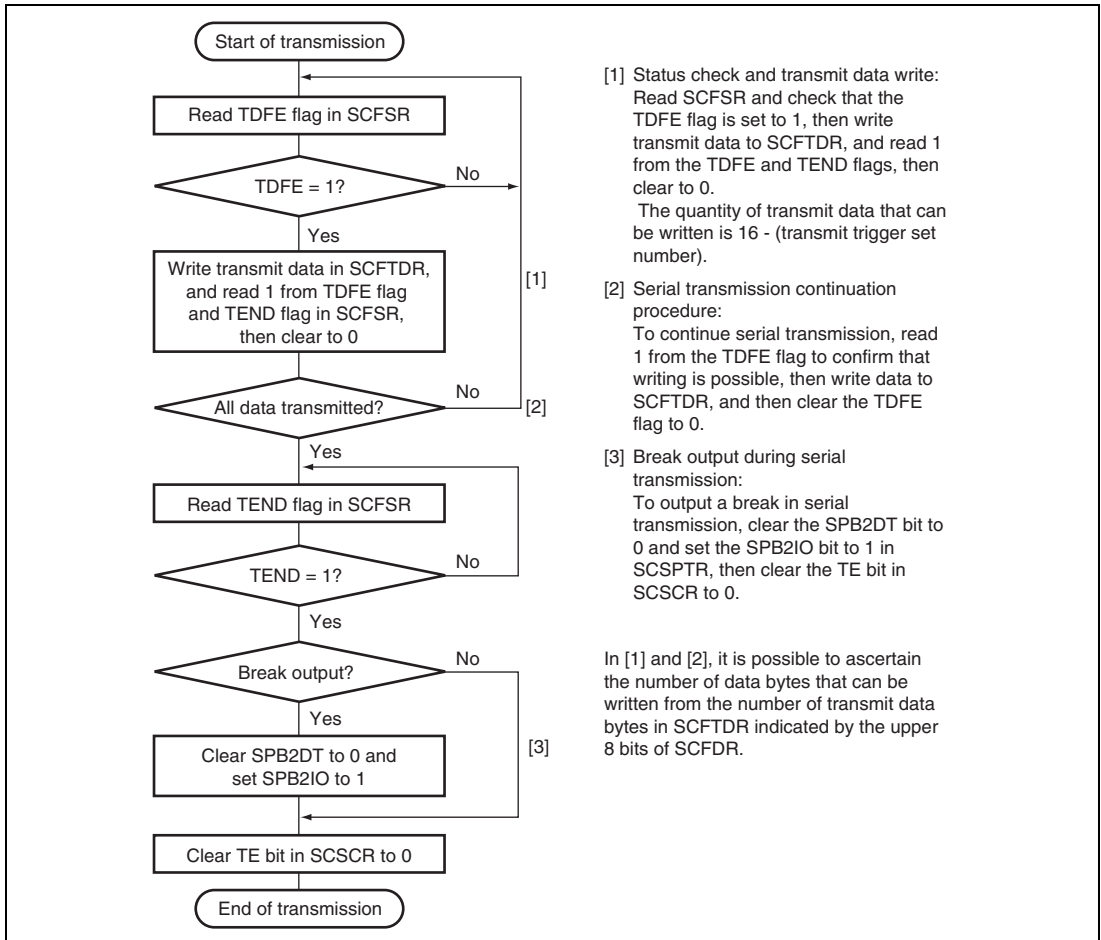 Start of transmission
Read TDFE flag in SCFSR
TDFE = 1?
No
Yes
Write transmit data in SCFTDR,
and read 1 from TDFE flag
and TEND flag in SCFSR,
then clear to 0
[1]
All data transmitted?
No
[2]
Yes
Read TEND flag in SCFSR
TEND = 1?
No
Yes
Break output?
No
Yes
Clear SPB2DT to 0 and
set SPB2IO to 1
[3]
Clear TE bit in SCSCR to 0
End of transmission
[1] Status check and transmit data write:
Read SCFSR and check that the
TDFE flag is set to 1, then write
transmit data to SCFTDR, and read 1
from the TDFE and TEND flags, then
clear to 0.
The quantity of transmit data that can
be written is 16 - (transmit trigger set
number).
[2] Serial transmission continuation
procedure:
To continue serial transmission, read
1 from the TDFE flag to confirm that
writing is possible, then write data to
SCFTDR, and then clear the TDFE
flag to 0.
[3] Break output during serial
transmission:
To output a break in serial
transmission, clear the SPB2DT bit to
0 and set the SPB2IO bit to 1 in
SCSPTR, then clear the TE bit in
SCSCR to 0.
In [1] and [2], it is possible to ascertain
the number of data bytes that can be
written from the number of transmit data
bytes in SCFTDR indicated by the upper
8 bits of SCFDR.